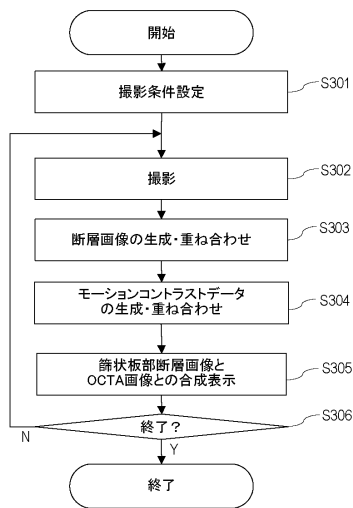 開始
撮影条件設定
S301
撮影
S302
断層画像の生成・重ね合わせ
S303
モーションコントラストデータ
の生成・重ね合わせ
S304
篩状板部断層画像と
OCTA画像との合成表示
S305
終了？
S306
N
Y
終了